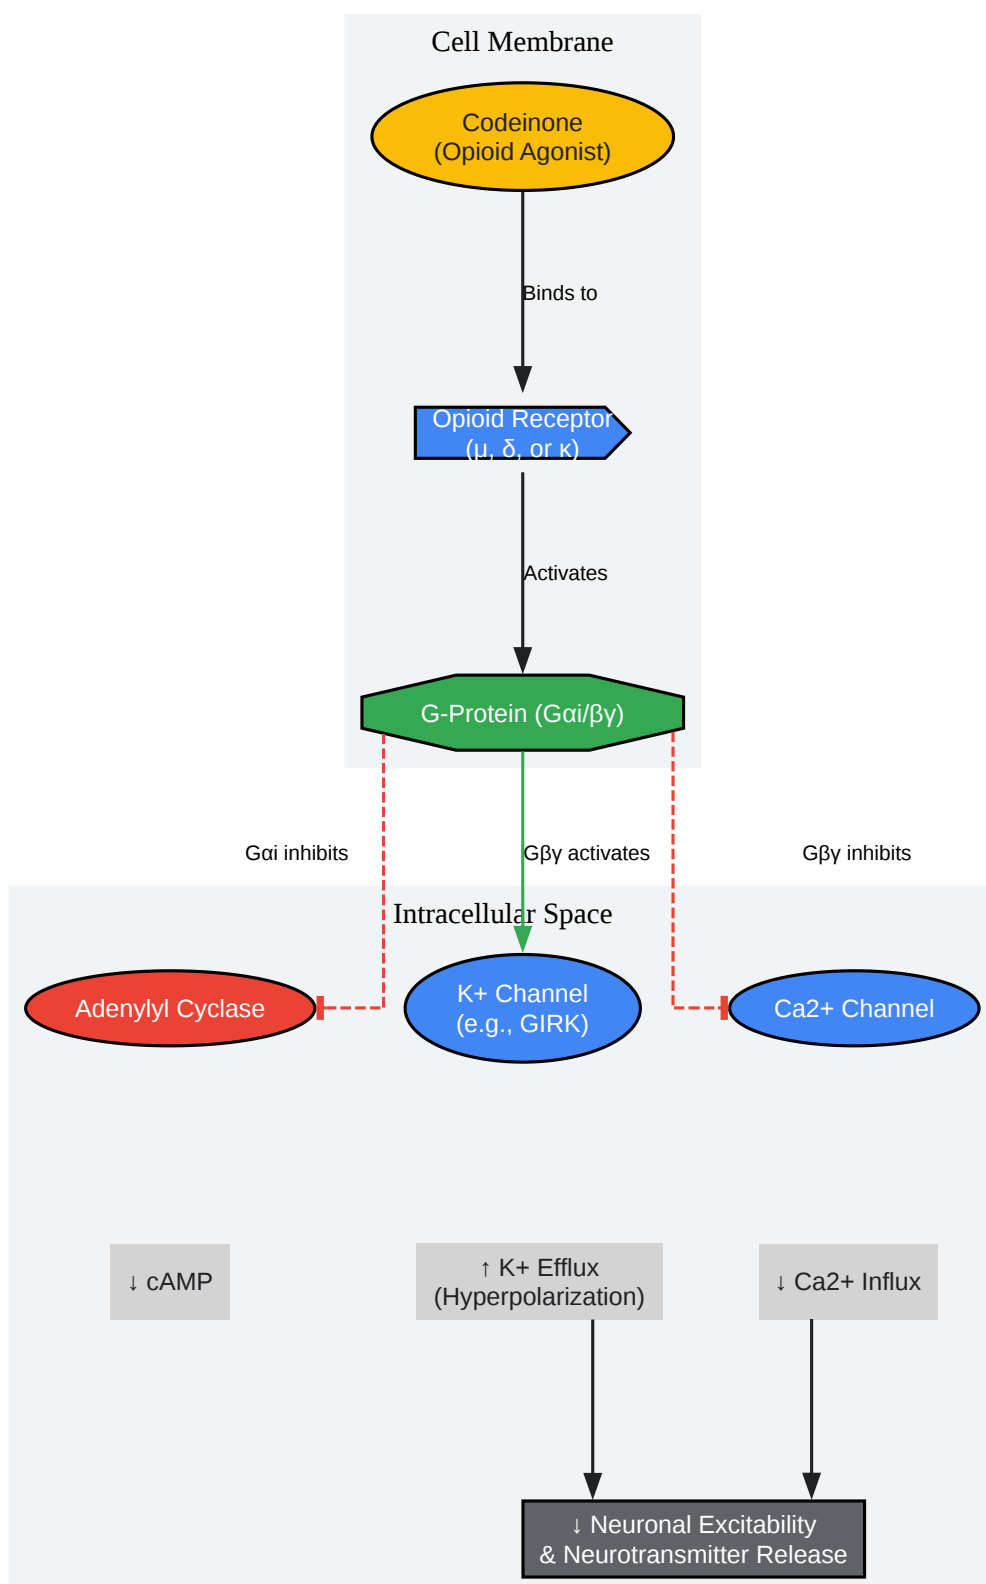 Cell Membrane
Codeinone
(Opioid Agonist)
Binds to
Opioid Receptor
(μ, δ, or κ)
Activates
G-Protein (Gαi/βγ)
Gαi inhibits
Gβγ activates
Gβγ inhibits
Intracellular Space
Adenylyl Cyclase
K+ Channel
(e.g., GIRK)
Ca2+ Channel
↓ cAMP
↑ K+ Efflux
(Hyperpolarization)
↓ Ca2+ Influx
↓ Neuronal Excitability
& Neurotransmitter Release